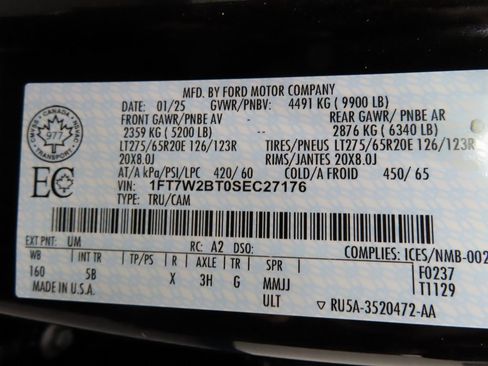 MFD. BY FORD MOTOR COMPANY
DATE: 01/25 GVWR/PNBV: 4491 KG ( 9900 LB)
FRONT GAWR/PNBE AV -- REAR GAWR/ PNBE AR
2359 KG ( 5200 LB) -- 2876 KG ( 6340 LB)
LT275/65R20E 126/123R TIRES/PNEUS LT275/65R20E 126/123R
20X8.0J RIMS/JANTES 20X8.0J
AT/A kPa/PSI/LPC 420/ 60 COLD/A FROID 450/ 65
VIN: 1FT7W2BT0SEC27176
TYPE: TRU/CAM
CANADA
977
TRANSPORT
EC
EXT PNT: UM RC: A2 DSO: COMPLIES: ICES/NMB-002
WB INT TR TP/PS R AXLE TR SPR F0237
160 5B X 3H G MMJJ T1129
MADE IN U.S.A. ULT ▽ RU5A-3520472-AA